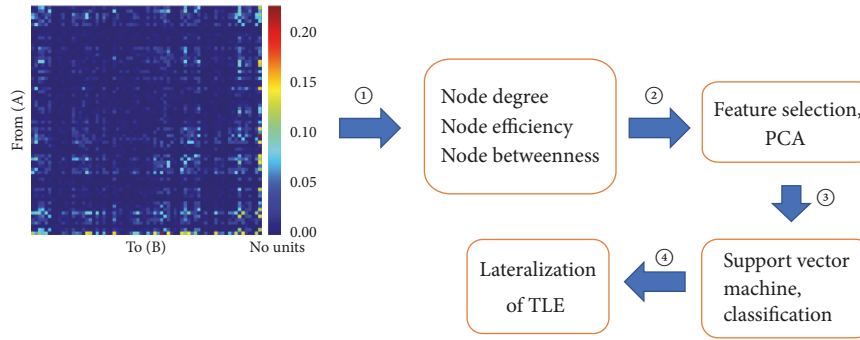 From (A)
0.20
0.15
0.10
0.05
0.00
To (B)
No units
①
Node degree
Node efficiency
Node betweenness
②
Feature selection,
PCA
③
Support vector
machine,
classification
④
Lateralization
of TLE